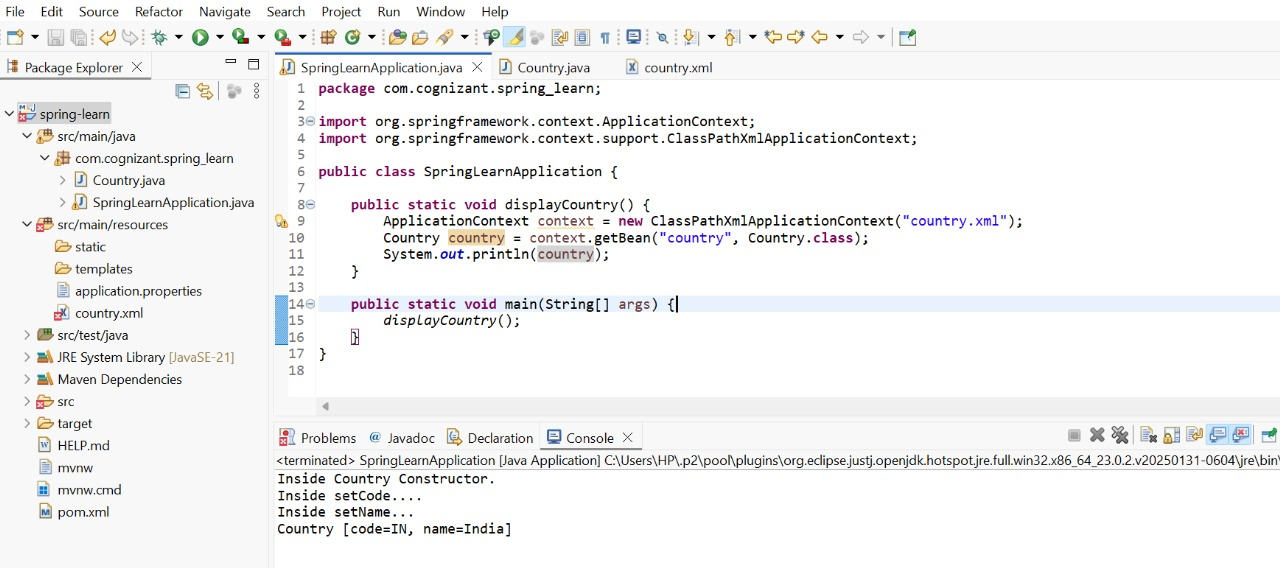 File Edit Source Refactor Navigate Search Project Run Window Help
Package Explorer
spring-learn
src/main/java
com.cognizant.spring_learn
Country.java
SpringLearnApplication.java
src/main/resources
static
templates
application.properties
country.xml
src/test/java
JRE System Library [JavaSE-21]
Maven Dependencies
src
target
HELP.md
mvnw
mvnw.cmd
pom.xml
SpringLearnApplication.java Country.java country.xml
1 package com.cognizant.spring_learn;
2
3 import org.springframework.context.ApplicationContext;
4 import org.springframework.context.support.ClassPathXmlApplicationContext;
5
6 public class SpringLearnApplication {
7
8 public static void displayCountry() {
9 ApplicationContext context = new ClassPathXmlApplicationContext("country.xml");
10 Country country = context.getBean("country", Country.class);
11 System.out.println(country);
12 }
13
14 public static void main(String[] args) {
15 displayCountry();
16 }
17 }
18
Problems @ Javadoc Declaration Console
<terminated> SpringLearnApplication [Java Application] C:\Users\HP\.p2\pool\plugins\org.eclipse.justj.openjdk.hotspot.jre.full.win32.x86_64_23.0.2.v20250131-0604\jre\bin\
Inside Country Constructor.
Inside setCode....
Inside setName...
Country [code=IN, name=India]